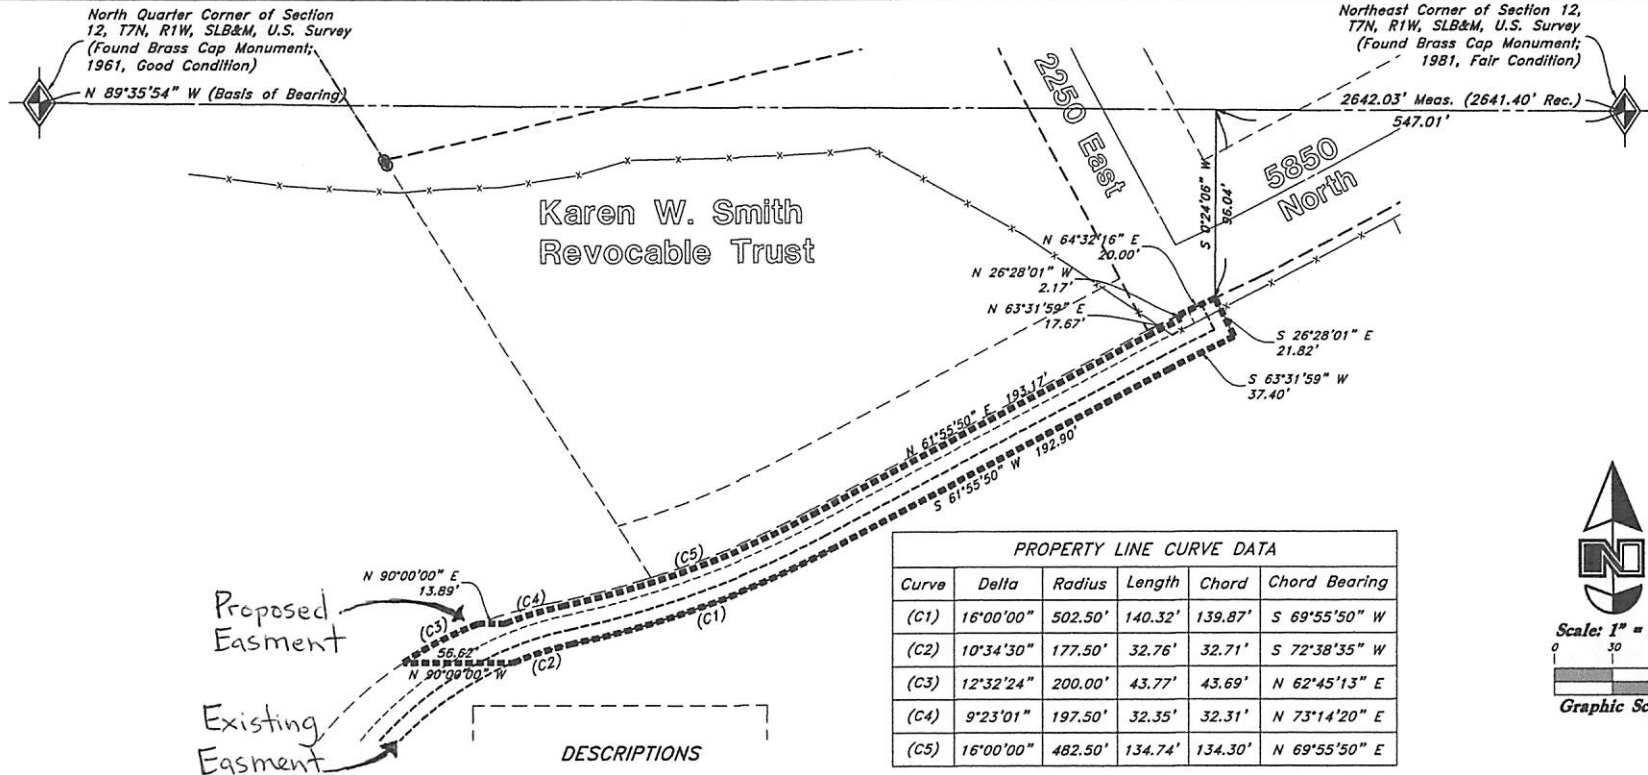 North Quarter Corner of Section
12, T7N, R1W, SLB&M, U.S. Survey
(Found Brass Cap Monument;
1961, Good Condition)
N 89°35'54" W (Basis of Bearing)
Northeast Corner of Section 12,
T7N, R1W, SLB&M, U.S. Survey
(Found Brass Cap Monument;
1981, Fair Condition)
2642.03' Meas. (2641.40' Rec.)
547.01'
2250 East
5850
North
S 0°24'06" W
96.04'
Karen W. Smith
Revocable Trust
N 64°32'16" E
20.00'
N 26°28'01" W
2.17'
N 63°31'59" E
17.67'
S 26°28'01" E
21.82'
S 63°31'59" W
37.40'
N 61°55'50" E 193.17'
S 61°55'50" W 192.90'
(C5)
(C4)
(C1)
(C3)
(C2)
N 90°00'00" E
13.89'
56.62'
N 90°00'00" W
Proposed
Easment
Existing
Easment
DESCRIPTIONS
PROPERTY LINE CURVE DATA
Curve Delta Radius Length Chord Chord Bearing
(C1) 16°00'00" 502.50' 140.32' 139.87' S 69°55'50" W
(C2) 10°34'30" 177.50' 32.76' 32.71' S 72°38'35" W
(C3) 12°32'24" 200.00' 43.77' 43.69' N 62°45'13" E
(C4) 9°23'01" 197.50' 32.35' 32.31' N 73°14'20" E
(C5) 16°00'00" 482.50' 134.74' 134.30' N 69°55'50" E
N
Scale: 1" =
0 30
Graphic Sc